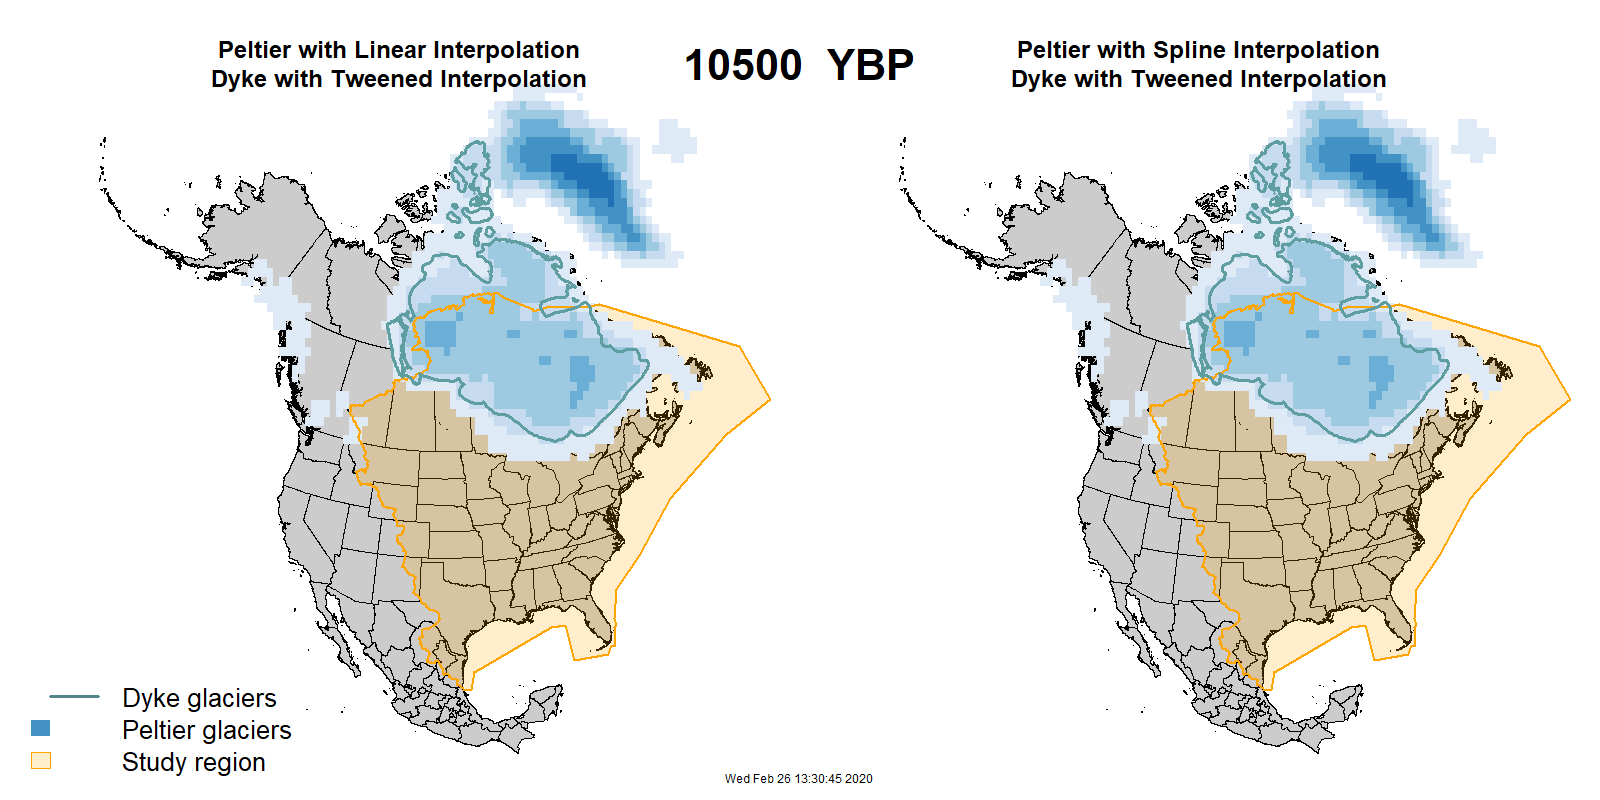 Peltier with Linear Interpolation
Dyke with Tweened Interpolation
10500 YBP
Peltier with Spline Interpolation
Dyke with Tweened Interpolation
Dyke glaciers
Peltier glaciers
Study region
Wed Feb 26 13:30:45 2020